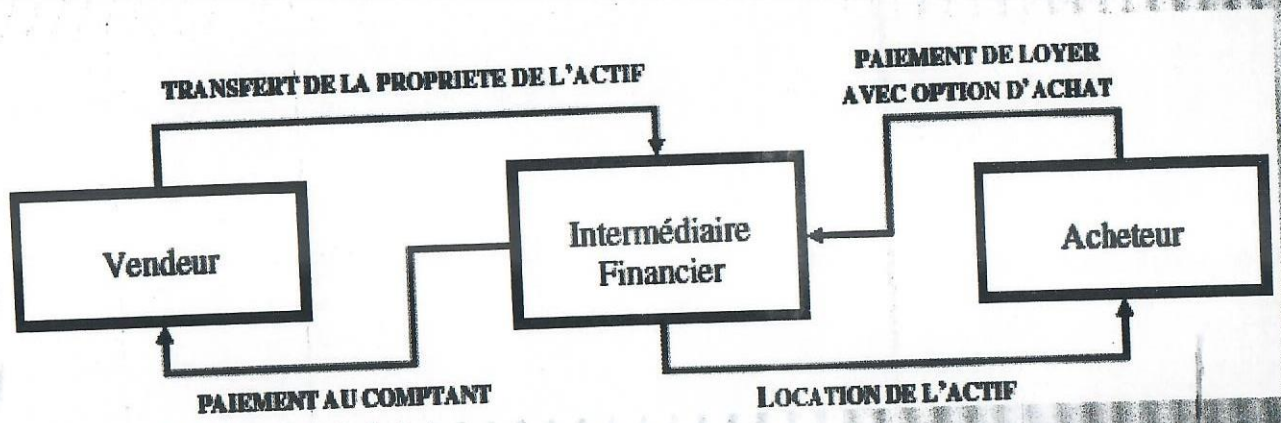 TRANSFERT DE LA PROPRIETE DE L'ACTIF
PAIEMENT DE LOYER
AVEC OPTION D'ACHAT
Vendeur
Intermédiaire
Financier
Acheteur
PAIEMENT AU COMPTANT
LOCATION DE L'ACTIF